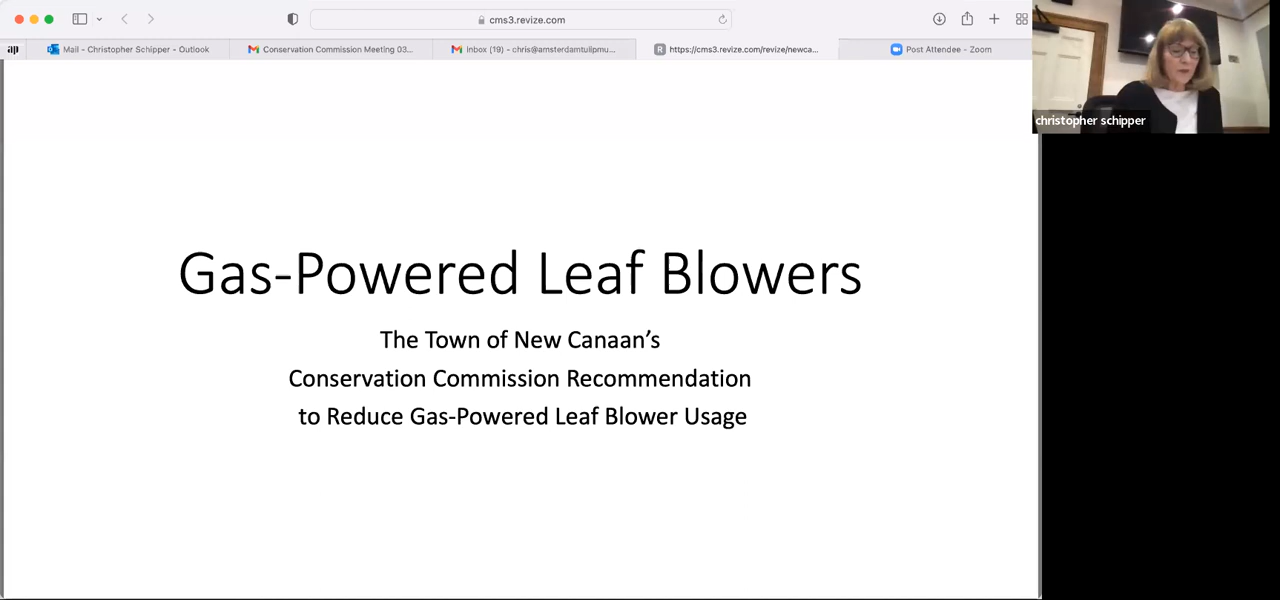 cms3.revize.com
ap
Mail - Christopher Schipper - Outlook
Conservation Commission Meeting 03...
Inbox (19) - chris@amsterdamtulipmu...
R
https://cms3.revize.com/revize/newca...
Post Attendee - Zoom
christopher schipper
Gas-Powered Leaf Blowers
The Town of New Canaan's
Conservation Commission Recommendation
to Reduce Gas-Powered Leaf Blower Usage